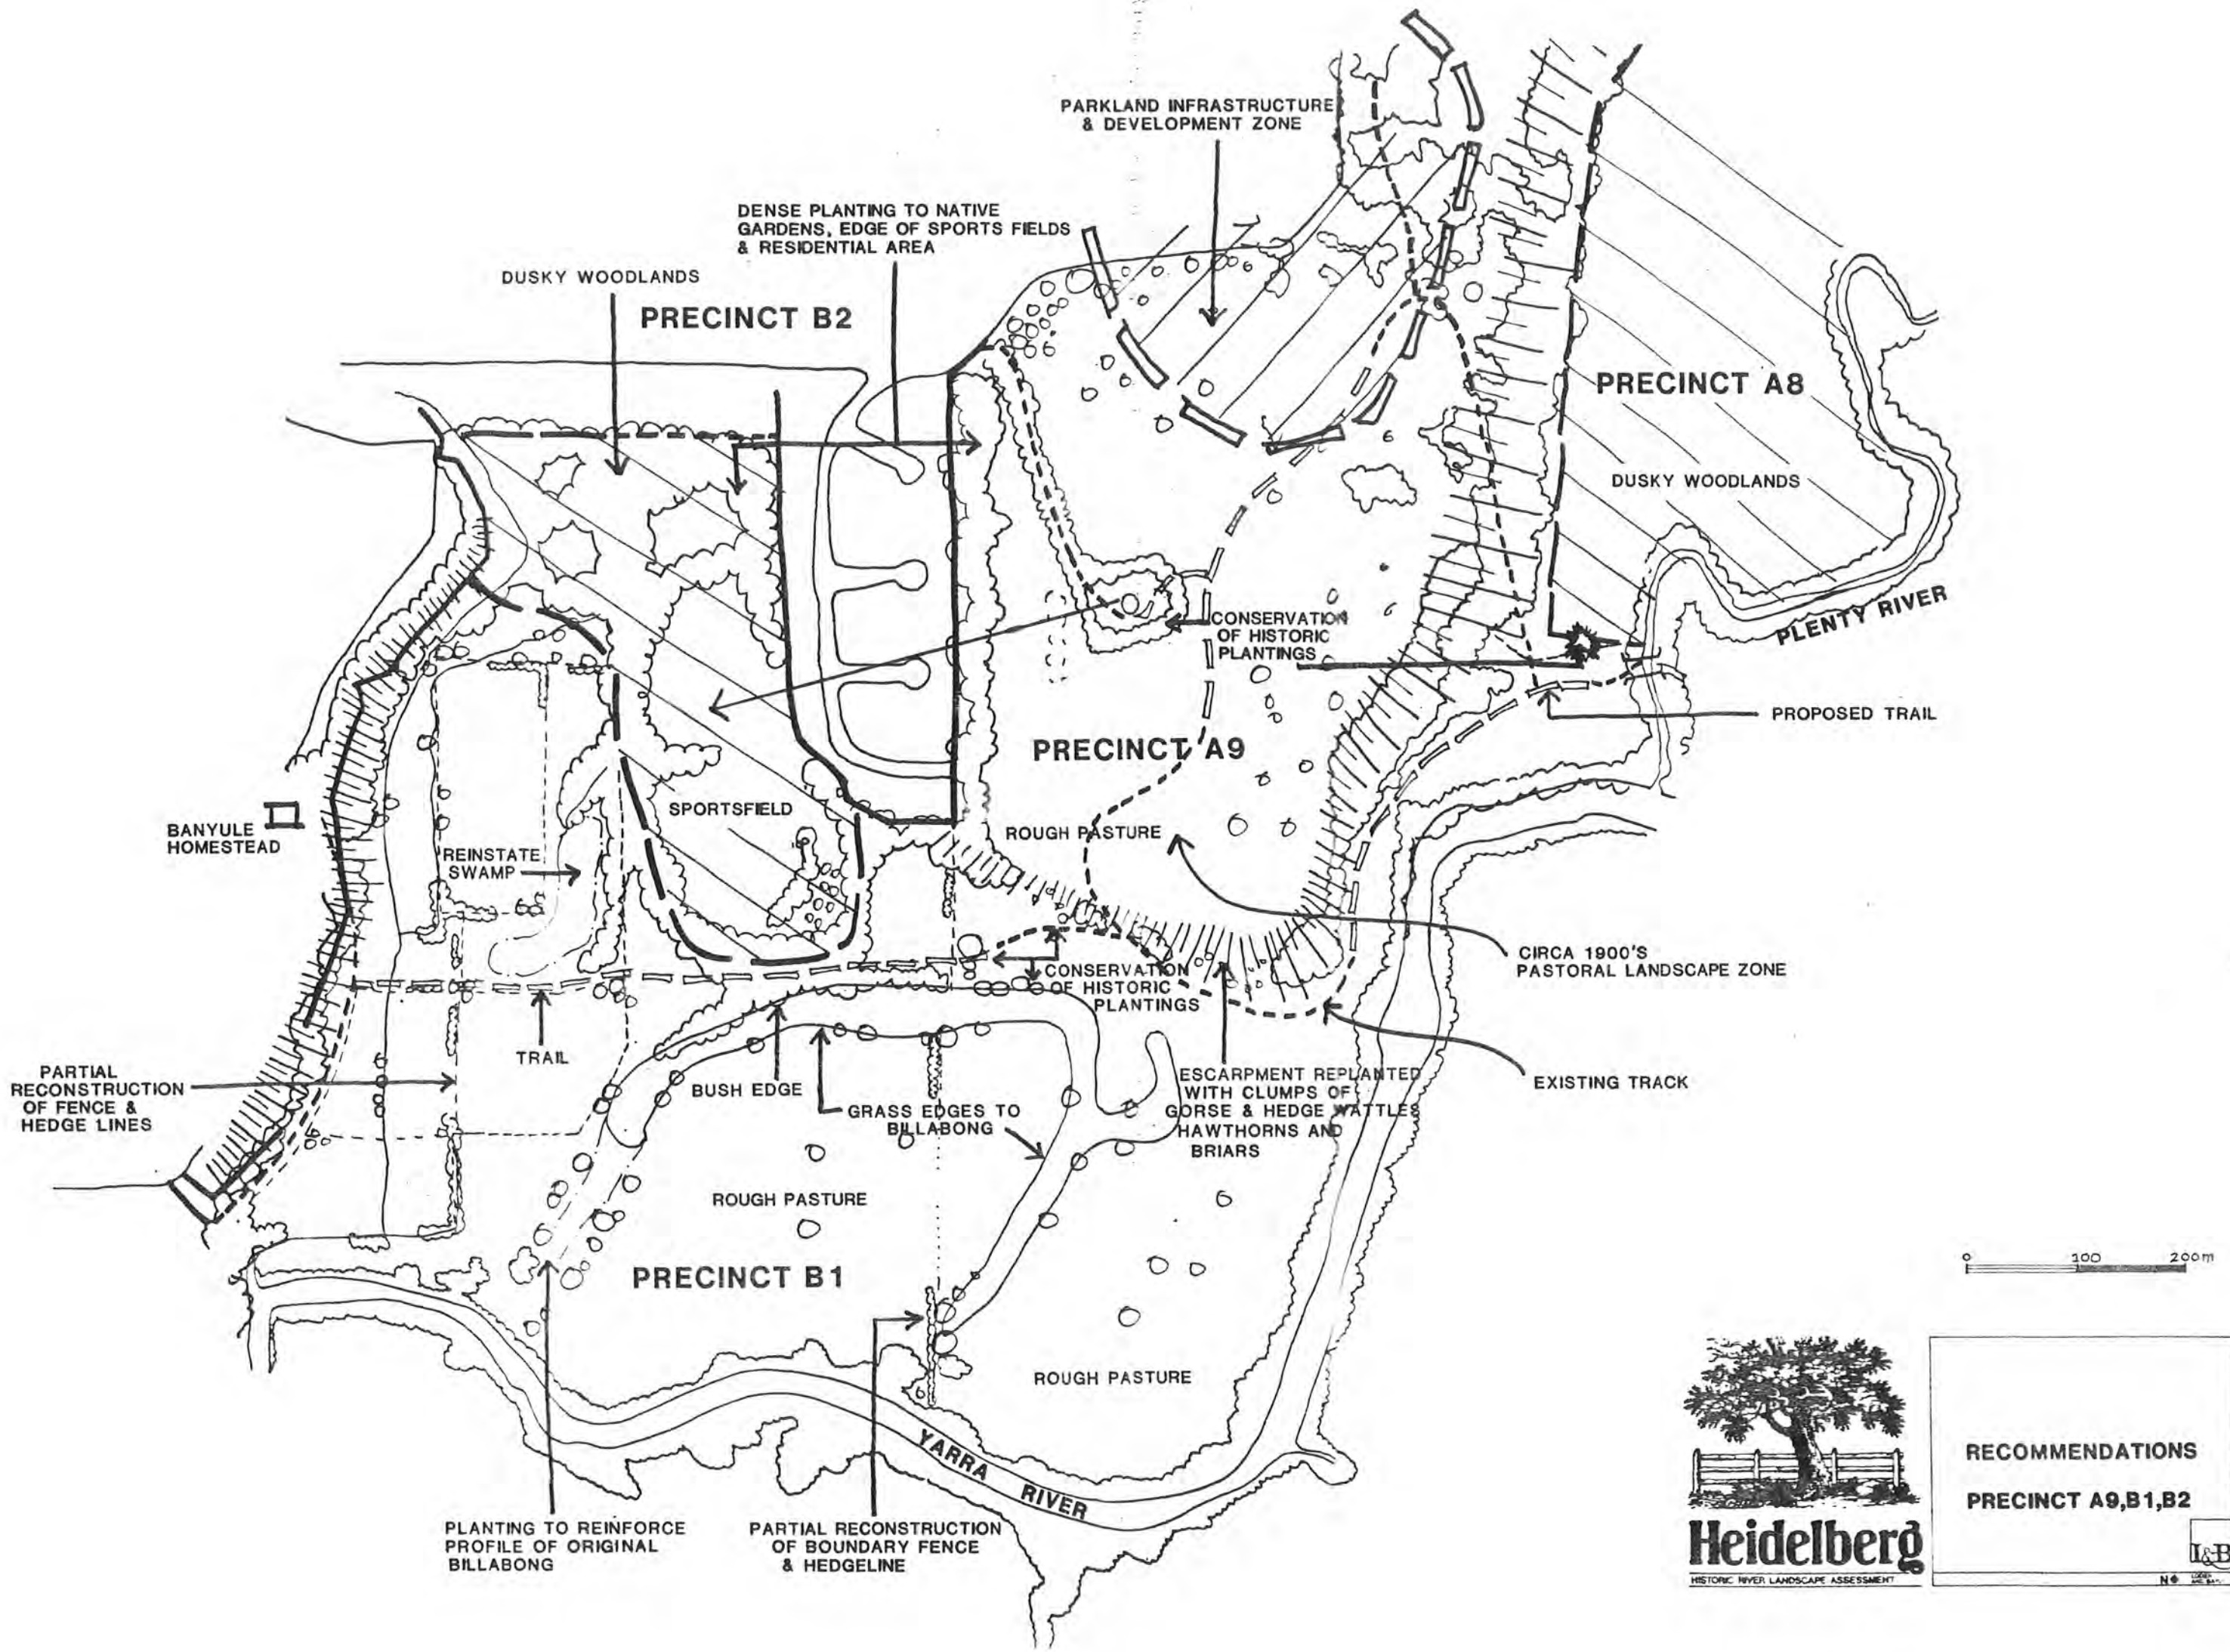 PARKLAND INFRASTRUCTURE
& DEVELOPMENT ZONE
DENSE PLANTING TO NATIVE
GARDENS, EDGE OF SPORTS FIELDS
& RESIDENTIAL AREA
DUSKY WOODLANDS
PRECINCT B2
PRECINCT A8
DUSKY WOODLANDS
PLENTY RIVER
CONSERVATION
OF HISTORIC
PLANTINGS
PROPOSED TRAIL
PRECINCT A9
SPORTSFIELD
ROUGH PASTURE
BANYULE
HOMESTEAD
REINSTATE
SWAMP
CIRCA 1900'S
PASTORAL LANDSCAPE ZONE
CONSERVATION
OF HISTORIC
PLANTINGS
TRAIL
PARTIAL
RECONSTRUCTION
OF FENCE &
HEDGE LINES
BUSH EDGE
GRASS EDGES TO
BILLABONG
ESCARPMENT REPLANTED
WITH CLUMPS OF
GORSE & HEDGE WATTLES
HAWTHORNS AND
BRIARS
EXISTING TRACK
ROUGH PASTURE
PRECINCT B1
ROUGH PASTURE
YARRA RIVER
PLANTING TO REINFORCE
PROFILE OF ORIGINAL
BILLABONG
PARTIAL RECONSTRUCTION
OF BOUNDARY FENCE
& HEDGELINE
0 100 200m
Heidelberg
HISTORIC RIVER LANDSCAPE ASSESSMENT
RECOMMENDATIONS
PRECINCT A9,B1,B2
L&B
N